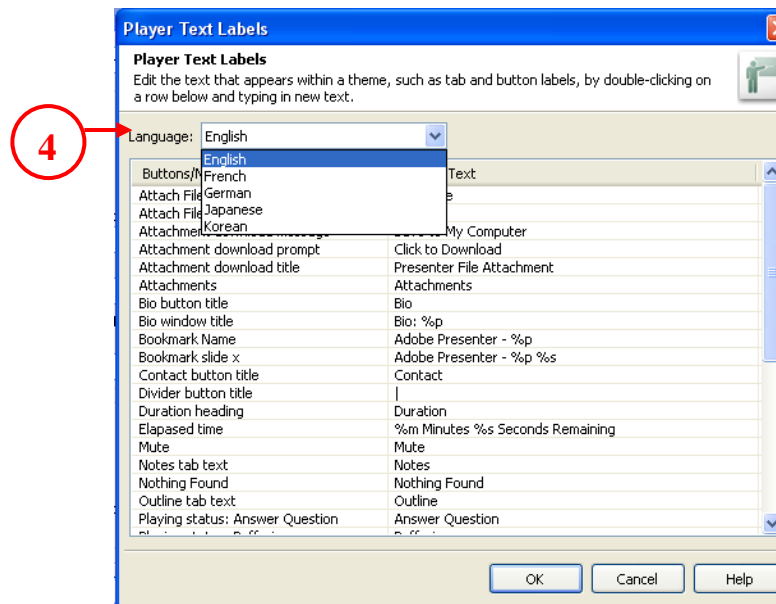 Player Text Labels
Player Text Labels
Edit the text that appears within a theme, such as tab and button labels, by double-clicking on
a row below and typing in new text.
4
Language: English
English
French
German
Japanese
Korean
Buttons/ Text
Attach File
Attach File
My Computer
Attachment download prompt Click to Download
Attachment download title Presenter File Attachment
Attachments Attachments
Bio button title Bio
Bio window title Bio: %p
Bookmark Name Adobe Presenter - %p
Bookmark slide x Adobe Presenter - %p %s
Contact button title Contact
Divider button title |
Duration heading Duration
Elapased time %m Minutes %s Seconds Remaining
Mute Mute
Notes tab text Notes
Nothing Found Nothing Found
Outline tab text Outline
Playing status: Answer Question Answer Question
OK Cancel Help